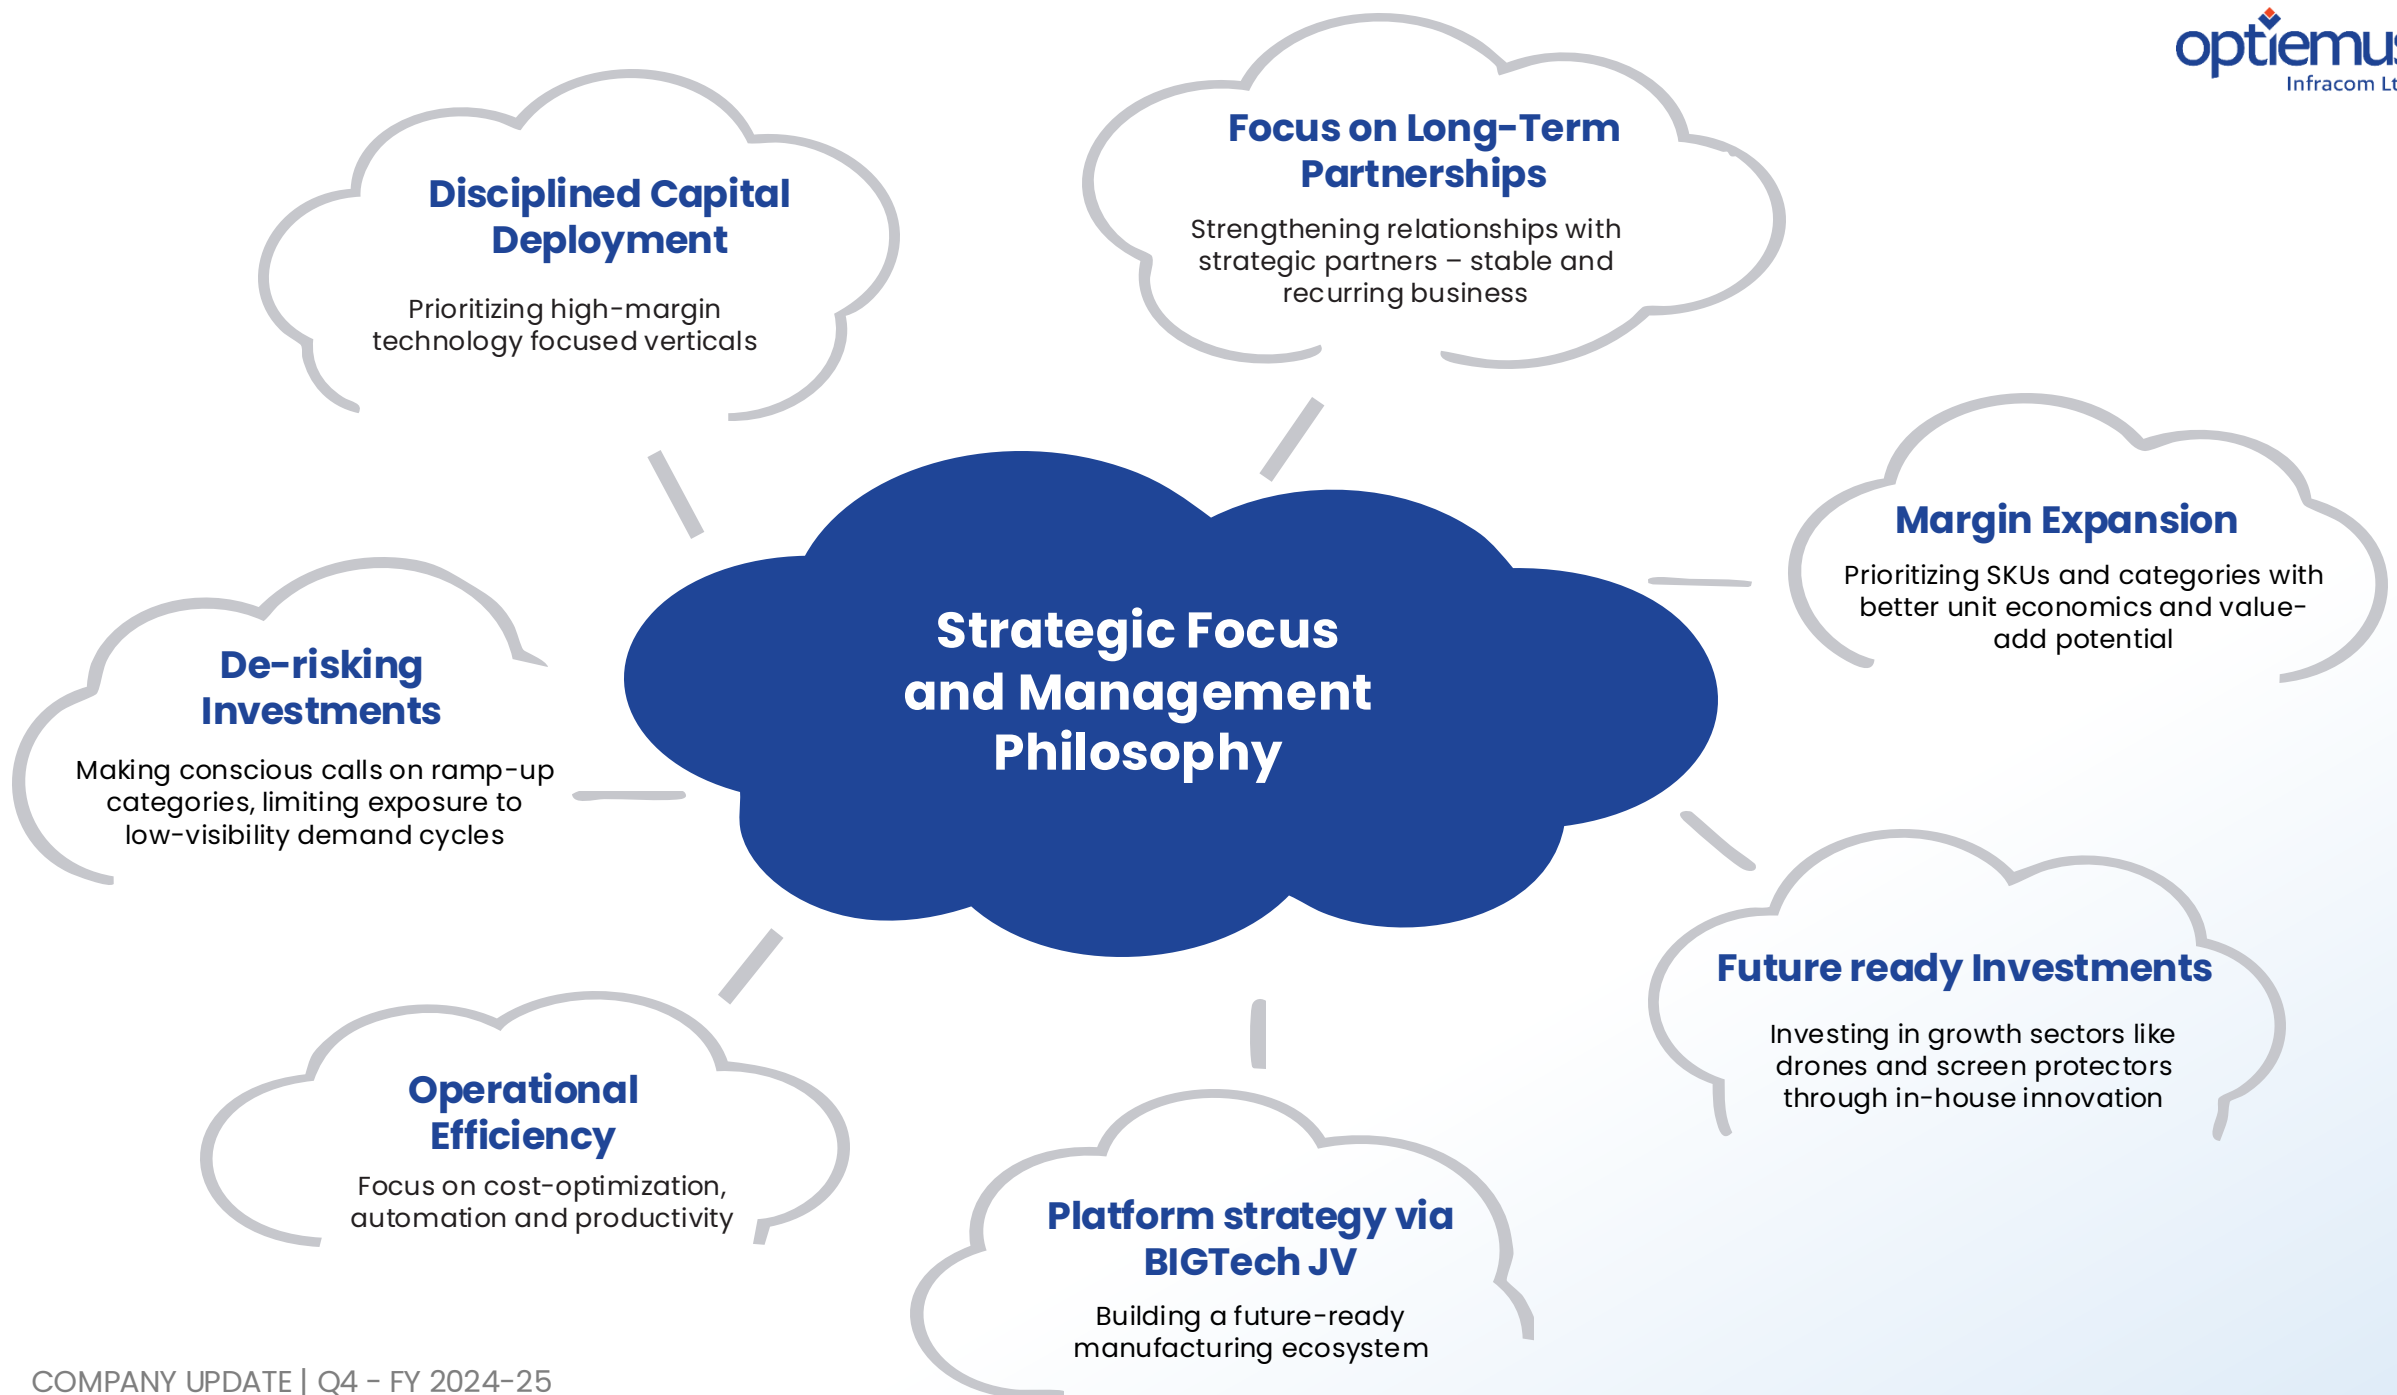 optiemus
Infracom Lt
Disciplined Capital
Deployment
Prioritizing high-margin
technology focused verticals
Focus on Long-Term
Partnerships
Strengthening relationships with
strategic partners – stable and
recurring business
Margin Expansion
Prioritizing SKUs and categories with
better unit economics and value-
add potential
Strategic Focus
and Management
Philosophy
De-risking
Investments
Making conscious calls on ramp-up
categories, limiting exposure to
low-visibility demand cycles
Future ready Investments
Investing in growth sectors like
drones and screen protectors
through in-house innovation
Operational
Efficiency
Focus on cost-optimization,
automation and productivity
Platform strategy via
BIGTech JV
Building a future-ready
manufacturing ecosystem
COMPANY UPDATE | Q4 - FY 2024-25